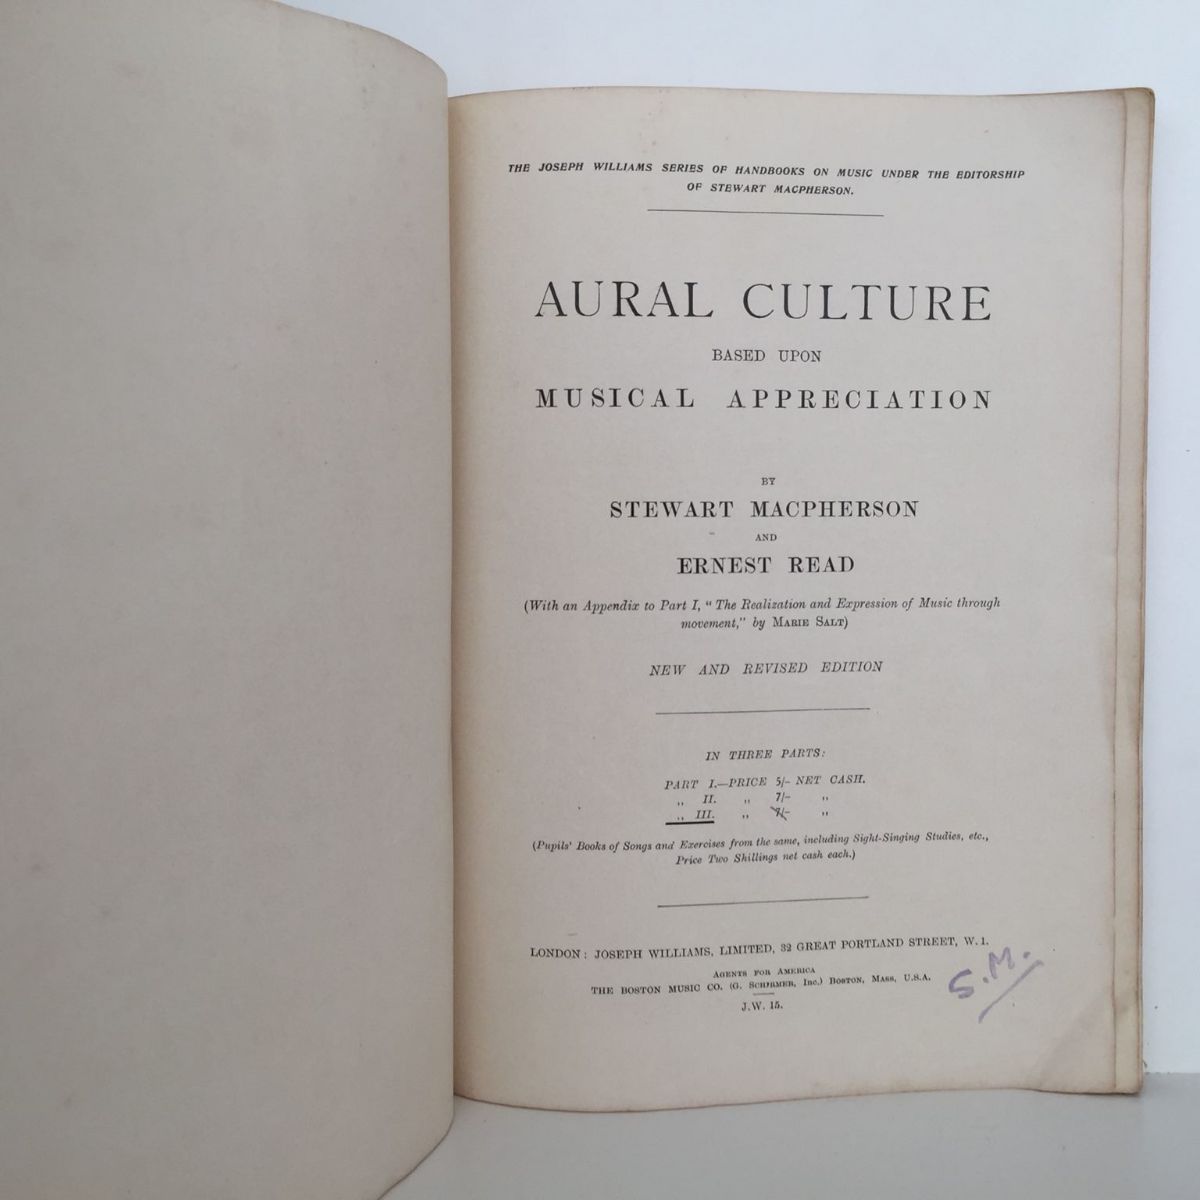 THE JOSEPH WILLIAMS SERIES OF HANDBOOKS ON MUSIC UNDER THE EDITORSHIP
OF STEWART MACPHERSON.
AURAL CULTURE
BASED UPON
MUSICAL APPRECIATION
BY
STEWART MACPHERSON
AND
ERNEST READ
(With an Appendix to Part I, “ The Realization and Expression of Music through
movement,” by MARIE SALT)
NEW AND REVISED EDITION
IN THREE PARTS:
PART I.—PRICE 5/- NET CASH.
,, II. ,, 7/- ,,
,, III. ,, ,,
(Pupils' Books of Songs and Exercises from the same, including Sight-Singing Studies, etc.,
Price Two Shillings net cash each.)
LONDON: JOSEPH WILLIAMS, LIMITED, 32 GREAT PORTLAND STREET, W.1.
AGENTS FOR AMERICA
THE BOSTON MUSIC CO. (G. SCHIRMER, INC.) BOSTON, MASS, U.S.A.
J.W. 15.
S.M.